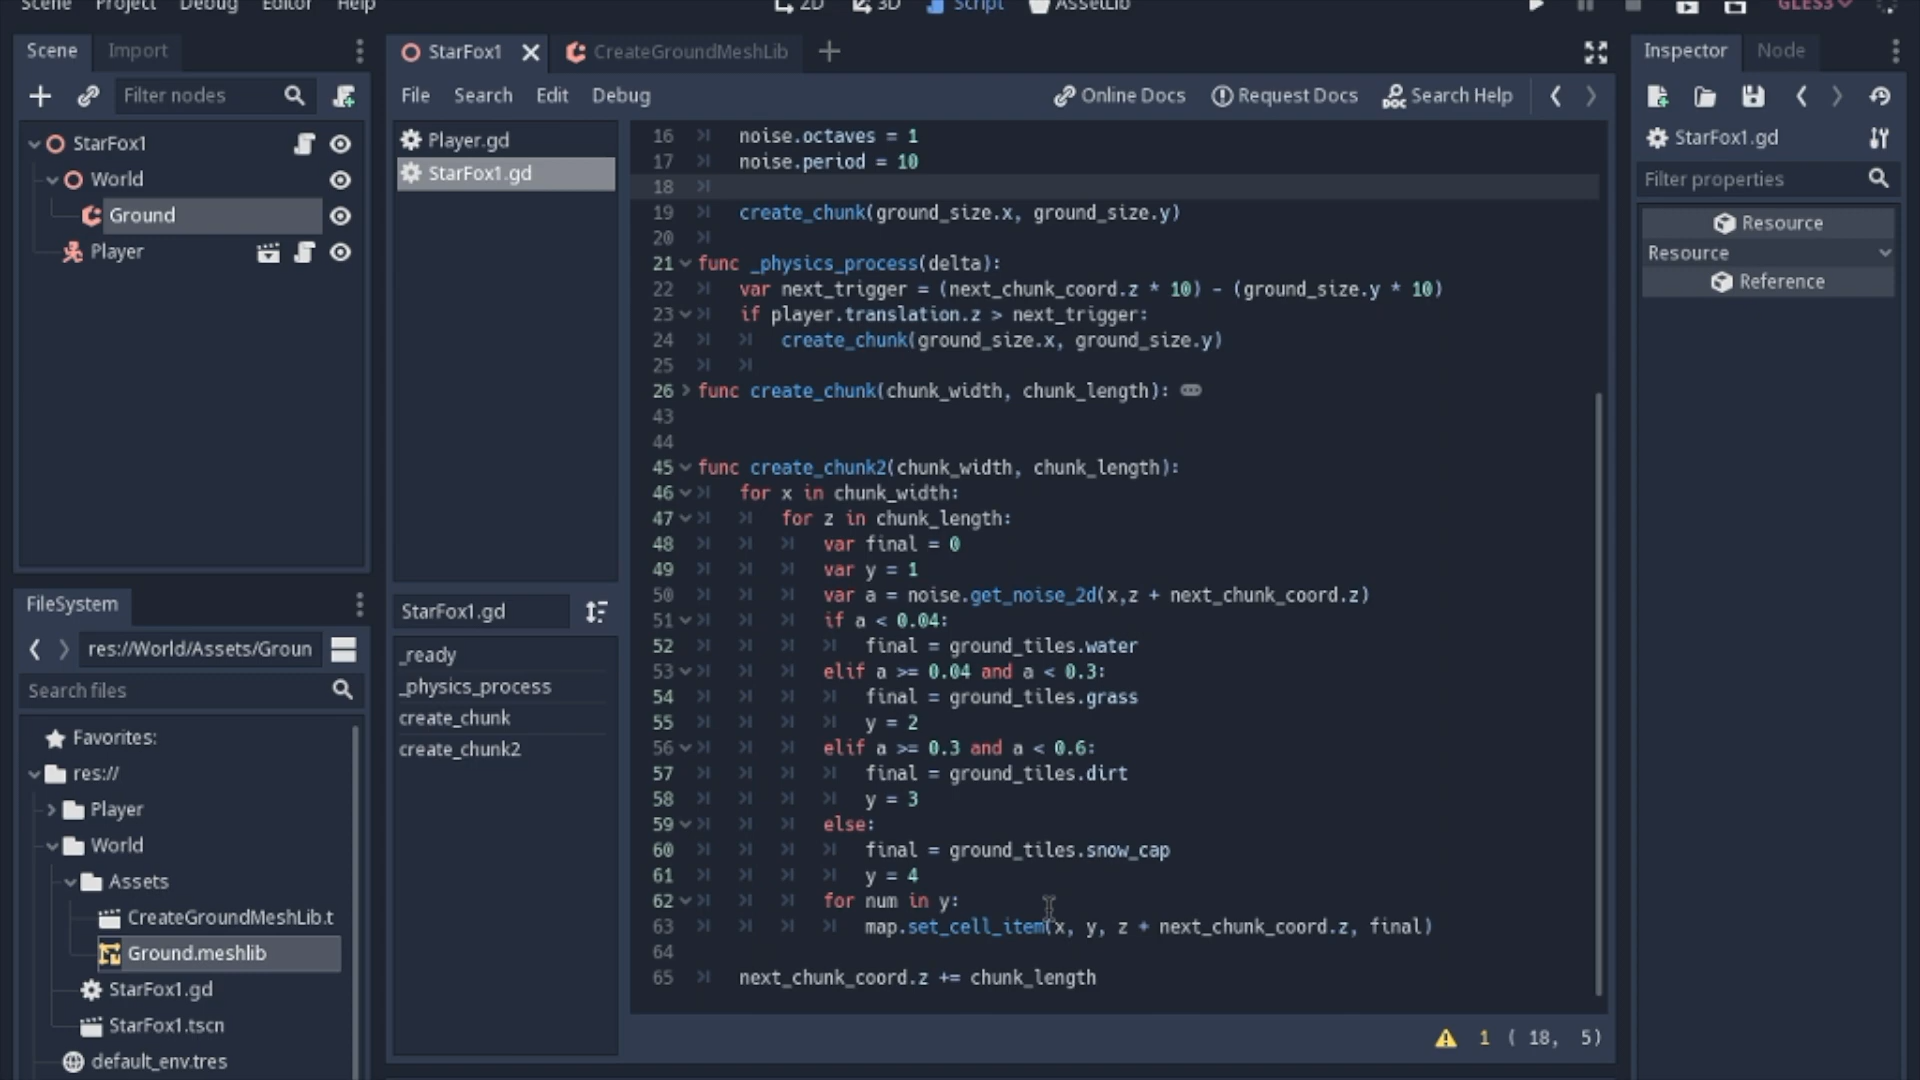 Scene Project Debug Editor Help
2D 3D Script AssetLib
GLES3
Scene Import
Filter nodes
StarFox1
World
Ground
Player
FileSystem
res://World/Assets/Groun
Search files
Favorites:
res://
Player
World
Assets
CreateGroundMeshLib.t
Ground.meshlib
StarFox1.gd
StarFox1.tscn
default_env.tres
StarFox1 CreateGroundMeshLib
File Search Edit Debug
Online Docs Request Docs Search Help
Player.gd
StarFox1.gd
StarFox1.gd
_ready
_physics_process
create_chunk
create_chunk2
16 noise.octaves = 1
17 noise.period = 10
18
19 create_chunk(ground_size.x, ground_size.y)
20
21 func _physics_process(delta):
22 var next_trigger = (next_chunk_coord.z * 10) - (ground_size.y * 10)
23 if player.translation.z > next_trigger:
24 create_chunk(ground_size.x, ground_size.y)
25
26 func create_chunk(chunk_width, chunk_length):
43
44
45 func create_chunk2(chunk_width, chunk_length):
46 for x in chunk_width:
47 for z in chunk_length:
48 var final = 0
49 var y = 1
50 var a = noise.get_noise_2d(x,z + next_chunk_coord.z)
51 if a < 0.04:
52 final = ground_tiles.water
53 elif a >= 0.04 and a < 0.3:
54 final = ground_tiles.grass
55 y = 2
56 elif a >= 0.3 and a < 0.6:
57 final = ground_tiles.dirt
58 y = 3
59 else:
60 final = ground_tiles.snow_cap
61 y = 4
62 for num in y:
63 map.set_cell_item(x, y, z + next_chunk_coord.z, final)
64
65 next_chunk_coord.z += chunk_length
1 ( 18, 5)
Inspector Node
StarFox1.gd
Filter properties
Resource
Resource
Reference